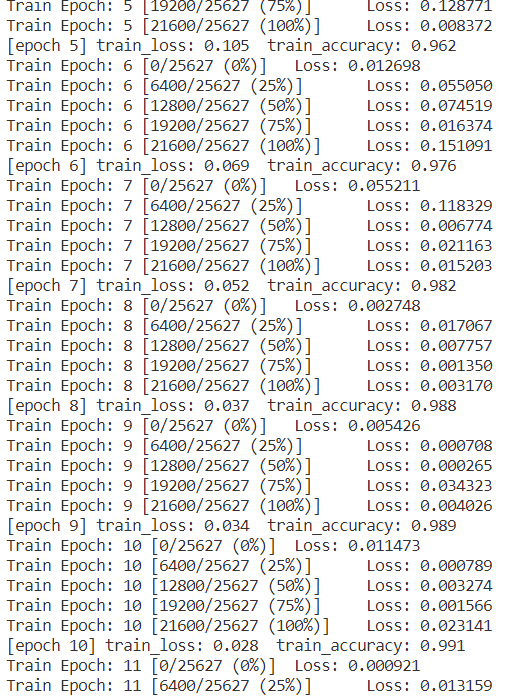 Train Epoch: 5 [19200/25627 (75%)] Loss: 0.128771
Train Epoch: 5 [21600/25627 (100%)] Loss: 0.008372
[epoch 5] train_loss: 0.105 train_accuracy: 0.962
Train Epoch: 6 [0/25627 (0%)] Loss: 0.012698
Train Epoch: 6 [6400/25627 (25%)] Loss: 0.055050
Train Epoch: 6 [12800/25627 (50%)] Loss: 0.074519
Train Epoch: 6 [19200/25627 (75%)] Loss: 0.016374
Train Epoch: 6 [21600/25627 (100%)] Loss: 0.151091
[epoch 6] train_loss: 0.069 train_accuracy: 0.976
Train Epoch: 7 [0/25627 (0%)] Loss: 0.055211
Train Epoch: 7 [6400/25627 (25%)] Loss: 0.118329
Train Epoch: 7 [12800/25627 (50%)] Loss: 0.006774
Train Epoch: 7 [19200/25627 (75%)] Loss: 0.021163
Train Epoch: 7 [21600/25627 (100%)] Loss: 0.015203
[epoch 7] train_loss: 0.052 train_accuracy: 0.982
Train Epoch: 8 [0/25627 (0%)] Loss: 0.002748
Train Epoch: 8 [6400/25627 (25%)] Loss: 0.017067
Train Epoch: 8 [12800/25627 (50%)] Loss: 0.007757
Train Epoch: 8 [19200/25627 (75%)] Loss: 0.001350
Train Epoch: 8 [21600/25627 (100%)] Loss: 0.003170
[epoch 8] train_loss: 0.037 train_accuracy: 0.988
Train Epoch: 9 [0/25627 (0%)] Loss: 0.005426
Train Epoch: 9 [6400/25627 (25%)] Loss: 0.000708
Train Epoch: 9 [12800/25627 (50%)] Loss: 0.000265
Train Epoch: 9 [19200/25627 (75%)] Loss: 0.034323
Train Epoch: 9 [21600/25627 (100%)] Loss: 0.004026
[epoch 9] train_loss: 0.034 train_accuracy: 0.989
Train Epoch: 10 [0/25627 (0%)] Loss: 0.011473
Train Epoch: 10 [6400/25627 (25%)] Loss: 0.000789
Train Epoch: 10 [12800/25627 (50%)] Loss: 0.003274
Train Epoch: 10 [19200/25627 (75%)] Loss: 0.001566
Train Epoch: 10 [21600/25627 (100%)] Loss: 0.023141
[epoch 10] train_loss: 0.028 train_accuracy: 0.991
Train Epoch: 11 [0/25627 (0%)] Loss: 0.000921
Train Epoch: 11 [6400/25627 (25%)] Loss: 0.013159